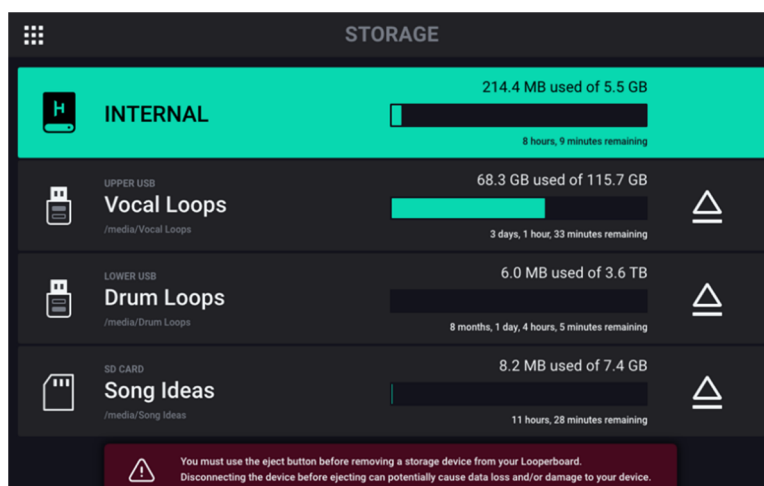 STORAGE
H
INTERNAL
214.4 MB used of 5.5 GB
8 hours, 9 minutes remaining
UPPER USB
Vocal Loops
/media/Vocal Loops
68.3 GB used of 115.7 GB
3 days, 1 hour, 33 minutes remaining
LOWER USB
Drum Loops
/media/Drum Loops
6.0 MB used of 3.6 TB
8 months, 1 day, 4 hours, 5 minutes remaining
SD CARD
Song Ideas
/media/Song Ideas
8.2 MB used of 7.4 GB
11 hours, 28 minutes remaining
You must use the eject button before removing a storage device from your Looperboard.
Disconnecting the device before ejecting can potentially cause data loss and/or damage to your device.